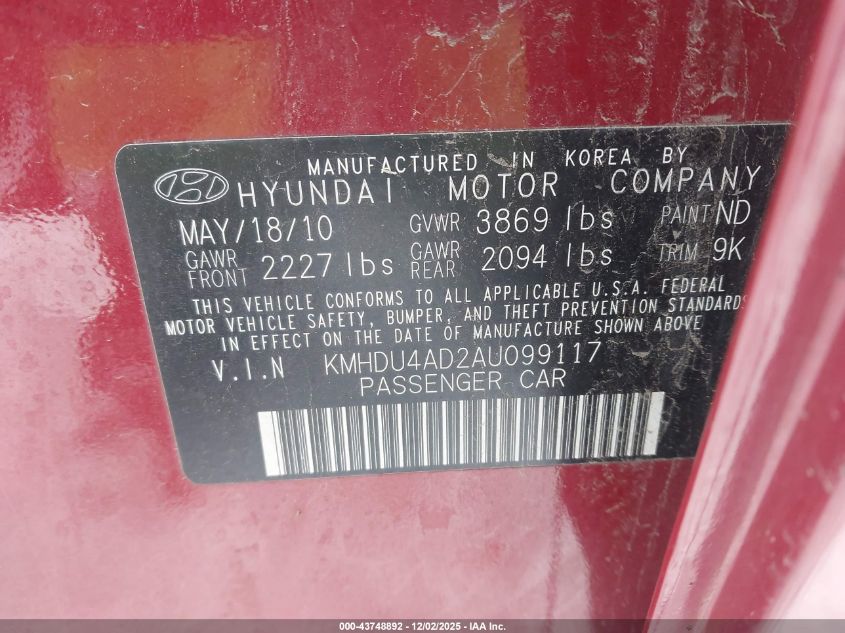 MANUFACTURED IN KOREA BY
HYUNDAI MOTOR COMPANY
MAY/18/10 GVWR 3869 lbs PAINT ND
GAWR FRONT 2227 lbs GAWR REAR 2094 lbs TRIM 9K
THIS VEHICLE CONFORMS TO ALL APPLICABLE U.S.A. FEDERAL
MOTOR VEHICLE SAFETY, BUMPER, AND THEFT PREVENTION STANDARDS
IN EFFECT ON THE DATE OF MANUFACTURE SHOWN ABOVE
V.I.N KMHDU4AD2AU099117
PASSENGER CAR
000-43748892 - 12/02/2025 - IAA Inc.